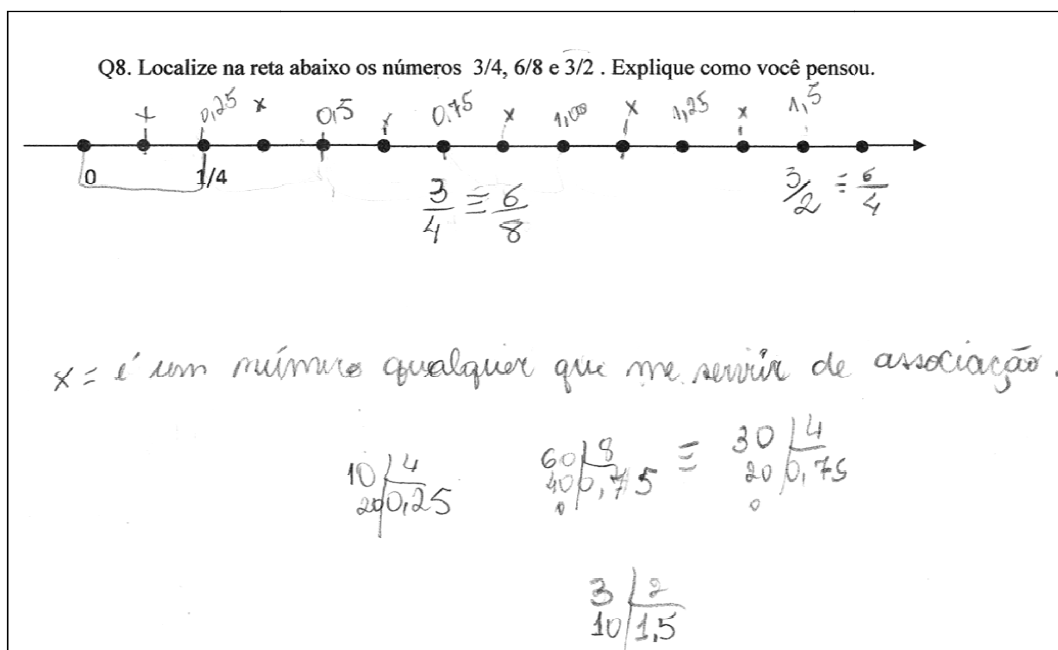 Q8. Localize na reta abaixo os números 3/4, 6/8 e 3/2 . Explique como você pensou.
x 0,25 x 0,5 x 0,75 x 1,00 x 1,25 x 1,5
0 1/4
3/4 ≡ 6/8 3/2 ≡ 6/4
x = é um número qualquer que me servir de associação.
10 | 4 60 | 8 ≡ 30 | 4
20 0,25 40 0,75 20 0,75
0 0
3 | 2
10 1,5